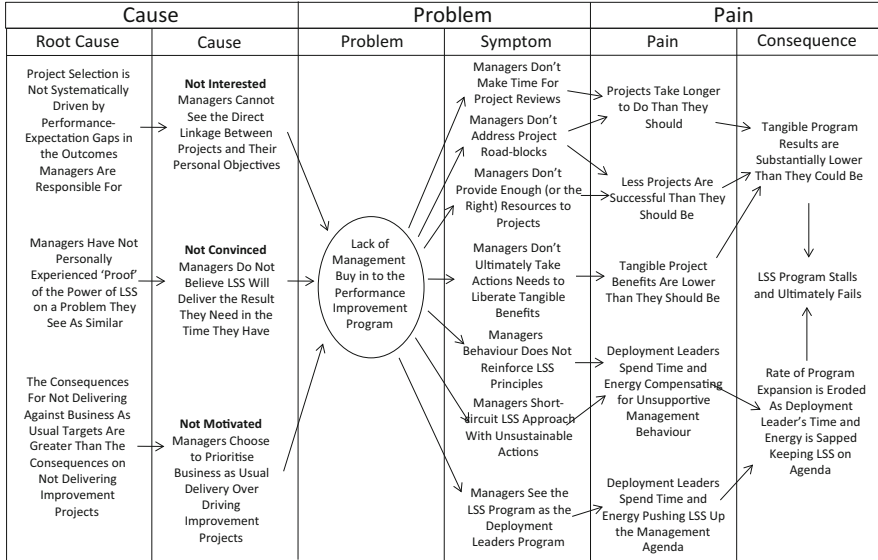 Cause
Problem
Pain
Root Cause
Cause
Problem
Symptom
Pain
Consequence
Project Selection is
Not Systematically
Driven by
Performance-
Expectation Gaps in
the Outcomes
Managers Are
Responsible For
Managers Have Not
Personally
Experienced ‘Proof’
of the Power of LSS
on a Problem They
See As Similar
The Consequences
For Not Delivering
Against Business As
Usual Targets Are
Greater Than The
Consequences on
Not Delivering
Improvement
Projects
Not Interested
Managers Cannot
See the Direct
Linkage Between
Projects and Their
Personal Objectives
Not Convinced
Managers Do Not
Believe LSS Will
Deliver the Result
They Need in the
Time They Have
Not Motivated
Managers Choose
to Prioritise
Business as Usual
Delivery Over
Driving
Improvement
Projects
Lack of
Management
Buy in to the
Performance
Improvement
Program
Managers Don’t
Make Time For
Project Reviews
Managers Don’t
Address Project
Road-blocks
Managers Don’t
Provide Enough (or the
Right) Resources to
Projects
Managers Don’t
Ultimately Take
Actions Needs to
Liberate Tangible
Benefits
Managers
Behaviour Does Not
Reinforce LSS
Principles
Managers Short-
circuit LSS Approach
With Unsustainable
Actions
Managers See the
LSS Program as the
Deployment
Leaders Program
Projects Take Longer
to Do Than They
Should
Less Projects Are
Successful Than They
Should Be
Tangible Project
Benefits Are Lower
Than They Should Be
Deployment Leaders
Spend Time and
Energy Compensating
for Unsupportive
Management
Behaviour
Deployment Leaders
Spend Time and
Energy Pushing LSS Up
the Management
Agenda
Tangible Program
Results are
Substantially Lower
Than They Could Be
LSS Program Stalls
and Ultimately Fails
Rate of Program
Expansion is Eroded
As Deployment
Leader’s Time and
Energy is Sapped
Keeping LSS on
Agenda